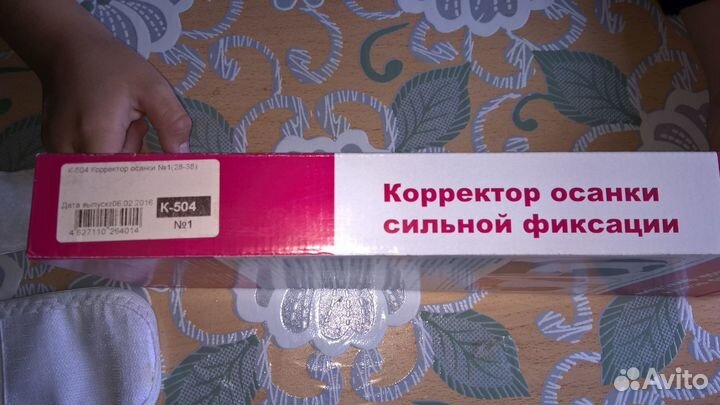 К-504 Корректор осанки №1(28-38)
Дата выпуска06.02.2016
К-504
4 627110 264014
№1
Корректор осанки
сильной фиксации
Avito